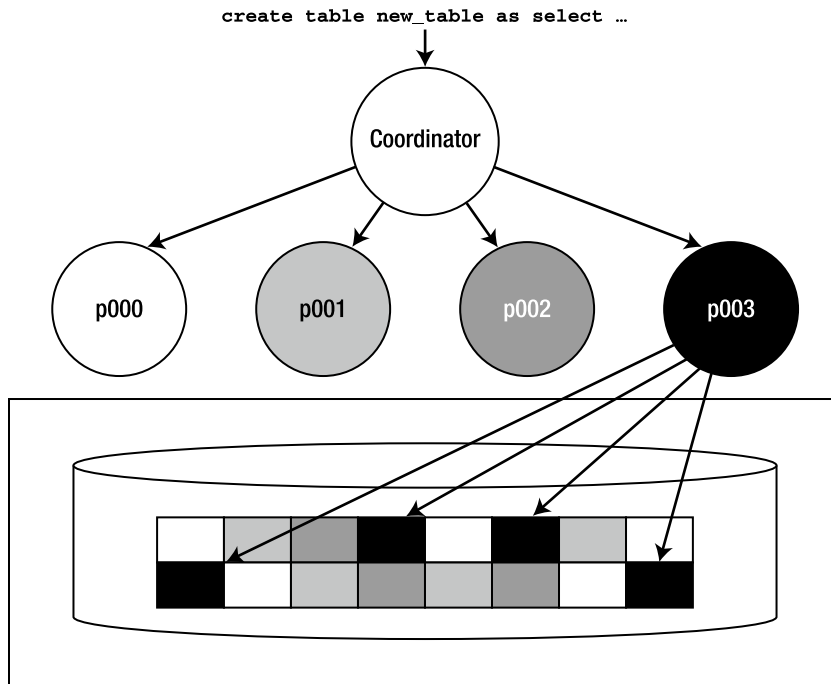 create table new_table as select …
Coordinator
p000 p001 p002 p003